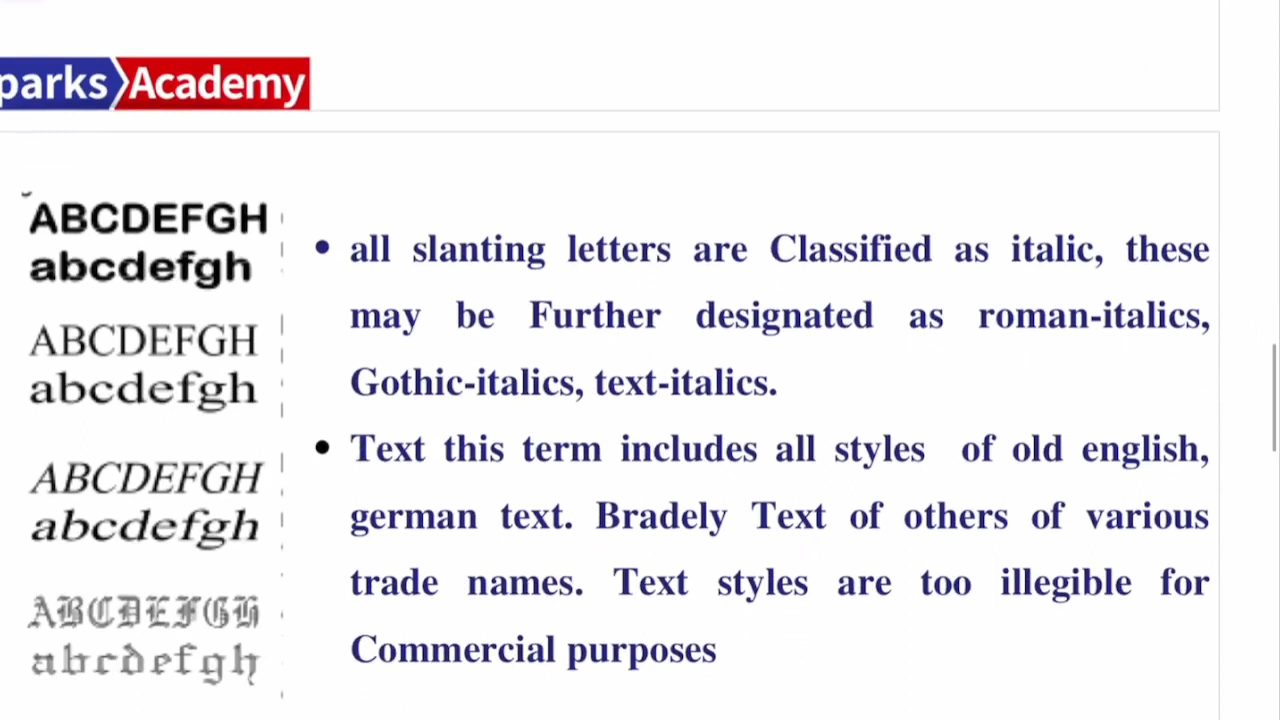 parks Academy
ABCDEFGH
abcdefgh
ABCDEFGH
abcdefgh
ABCDEFGH
abcdefgh
ABCDEFGH
abcdefgh
• all slanting letters are Classified as italic, these
may be Further designated as roman-italics,
Gothic-italics, text-italics.
• Text this term includes all styles of old english,
german text. Bradely Text of others of various
trade names. Text styles are too illegible for
Commercial purposes